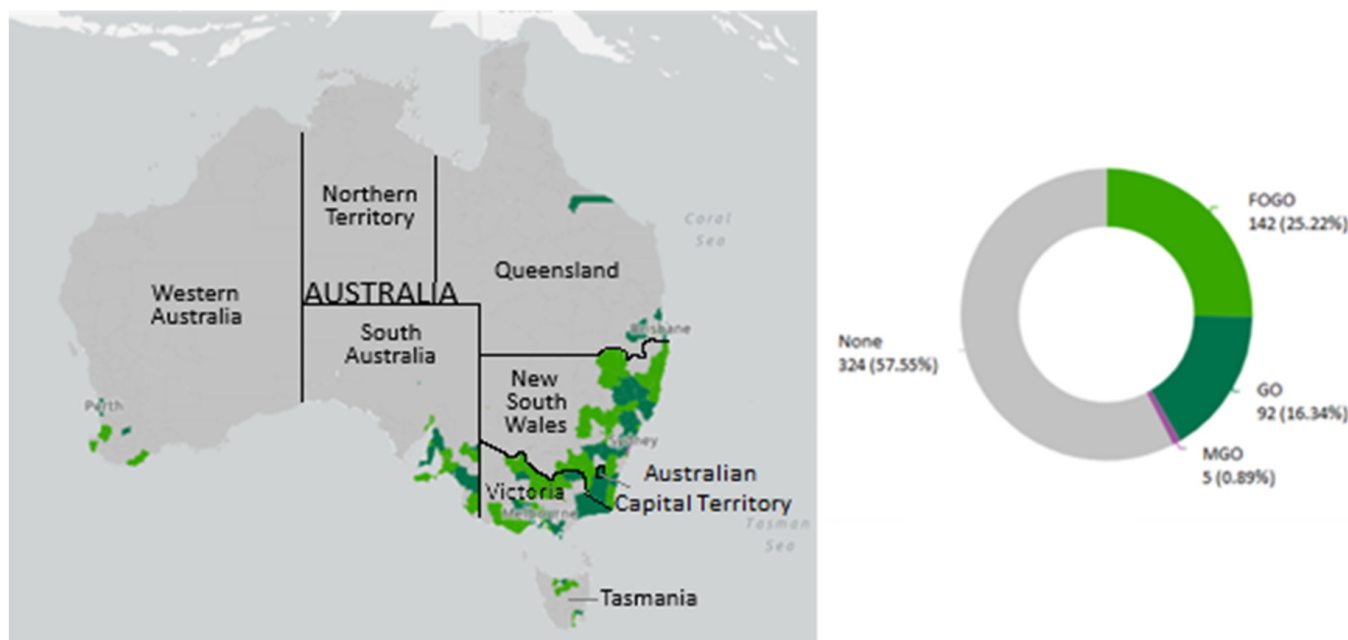 Northern
Territory
Coral
Sea
Queensland
Western
Australia
AUSTRALIA
South
Australia
Brisbane
New
South
Wales
Perth
Sydney
Australian
Capital Territory
Victoria
Melbourne
Tasman
Sea
Tasmania
FOGO
142 (25.22%)
None
324 (57.55%)
GO
92 (16.34%)
MGO
5 (0.89%)